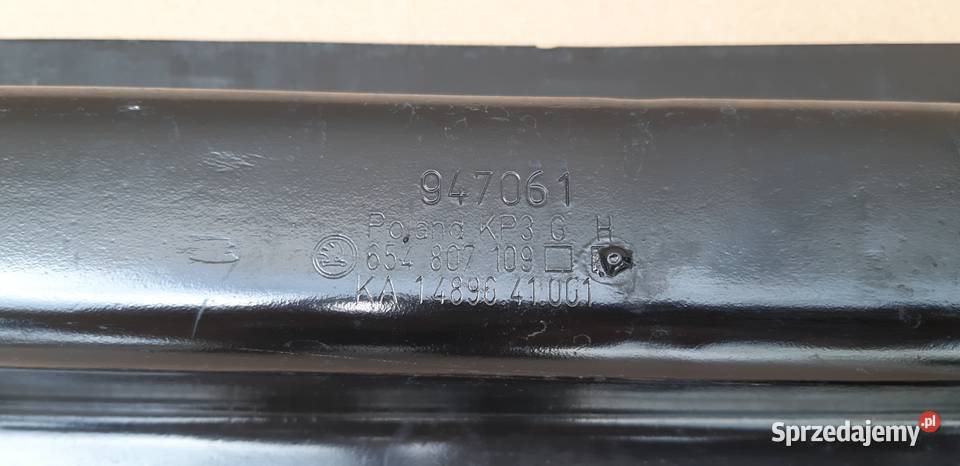 947061
Poland KP3 G H
654 807 109
KA 14896 41.001
Sprzedajemy.pl